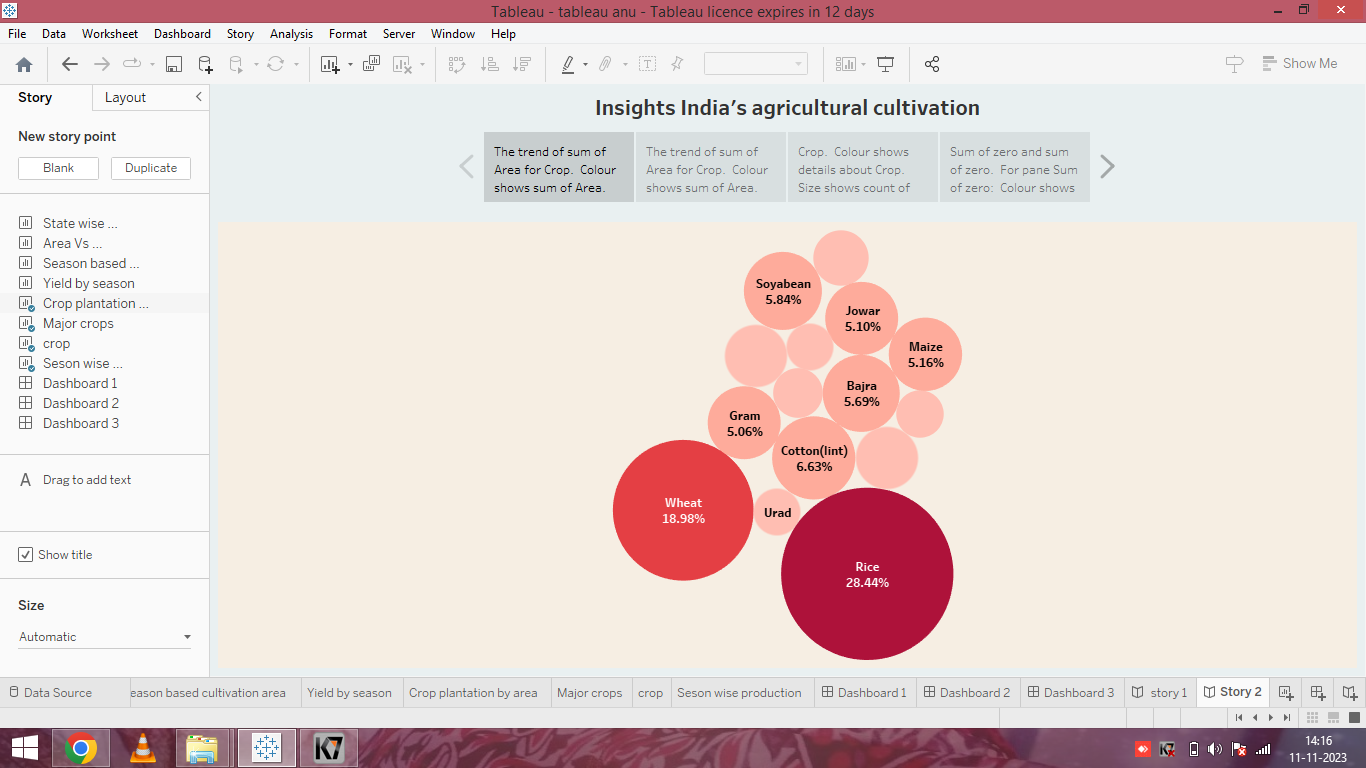 Tableau - tableau anu - Tableau licence expires in 12 days
File Data Worksheet Dashboard Story Analysis Format Server Window Help
Show Me
Story Layout
New story point
Blank Duplicate
State wise ...
Area Vs ...
Season based ...
Yield by season
Crop plantation ...
Major crops
crop
Seson wise ...
Dashboard 1
Dashboard 2
Dashboard 3
A Drag to add text
Show title
Size
Automatic
Insights India’s agricultural cultivation
The trend of sum of
Area for Crop. Colour
shows sum of Area.
The trend of sum of
Area for Crop. Colour
shows sum of Area.
Crop. Colour shows
details about Crop.
Size shows count of
Sum of zero and sum
of zero. For pane Sum
of zero: Colour shows
Soyabean
5.84%
Jowar
5.10%
Maize
5.16%
Bajra
5.69%
Gram
5.06%
Cotton(lint)
6.63%
Wheat
18.98%
Urad
Rice
28.44%
Data Source eason based cultivation area Yield by season Crop plantation by area Major crops crop Seson wise production Dashboard 1 Dashboard 2 Dashboard 3 story 1 Story 2
K7
14:16
11-11-2023